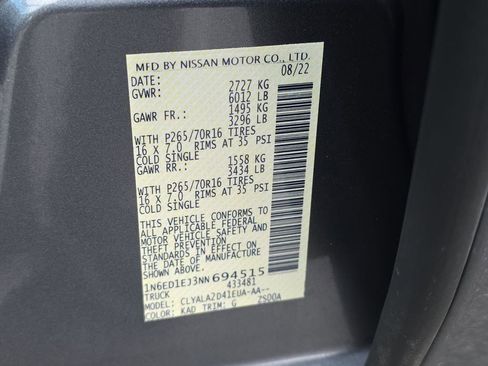 MFD BY NISSAN MOTOR CO., LTD.
DATE: 08/22
GVWR: 2727 KG
6012 LB
GAWR FR.: 1495 KG
3296 LB
WITH P265/70R16 TIRES
16 X 7.0 RIMS AT 35 PSI
COLD SINGLE
GAWR RR.: 1558 KG
3434 LB
WITH P265/70R16 TIRES
16 X 7.0 RIMS AT 35 PSI
COLD SINGLE
THIS VEHICLE CONFORMS TO
ALL APPLICABLE FEDERAL
MOTOR VEHICLE SAFETY AND
THEFT PREVENTION
STANDARDS IN EFFECT ON
THE DATE OF MANUFACTURE
SHOWN ABOVE.
1N6ED1EJ3NN694515
TRUCK 433481
MODEL: CLYALA2D41EUA-AA--
COLOR: KAD TRIM: G ZS00A